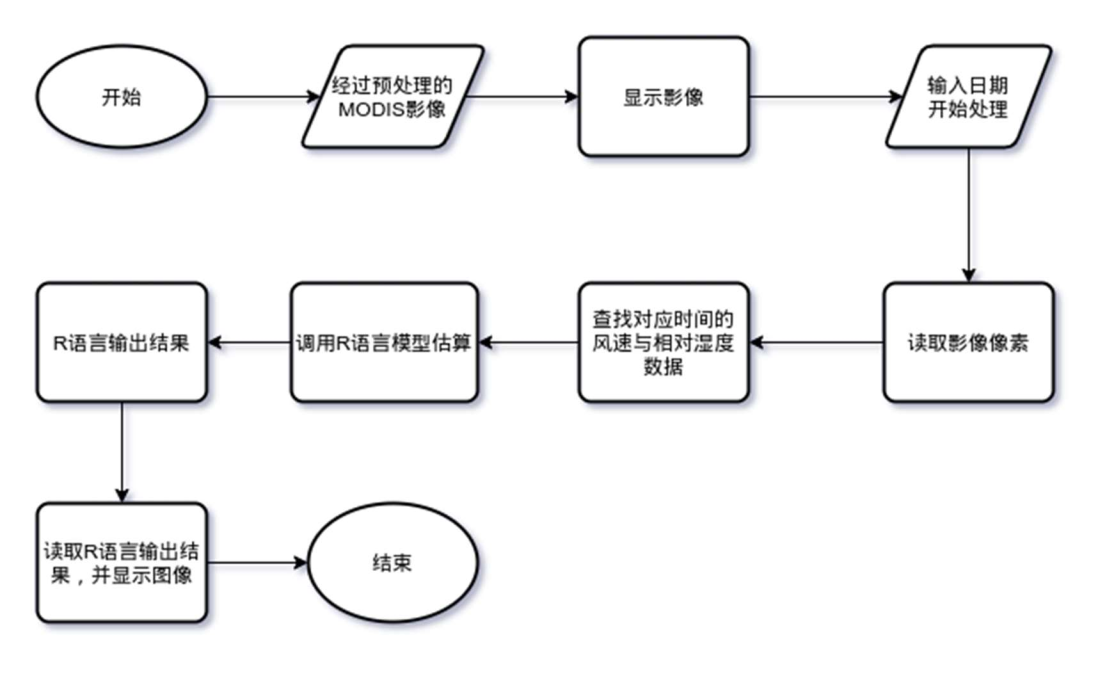 开始
经过预处理的
MODIS影像
显示影像
输入日期
开始处理
读取影像像素
查找对应时间的
风速与相对湿度
数据
调用R语言模型估算
R语言输出结果
读取R语言输出结
果，并显示图像
结束